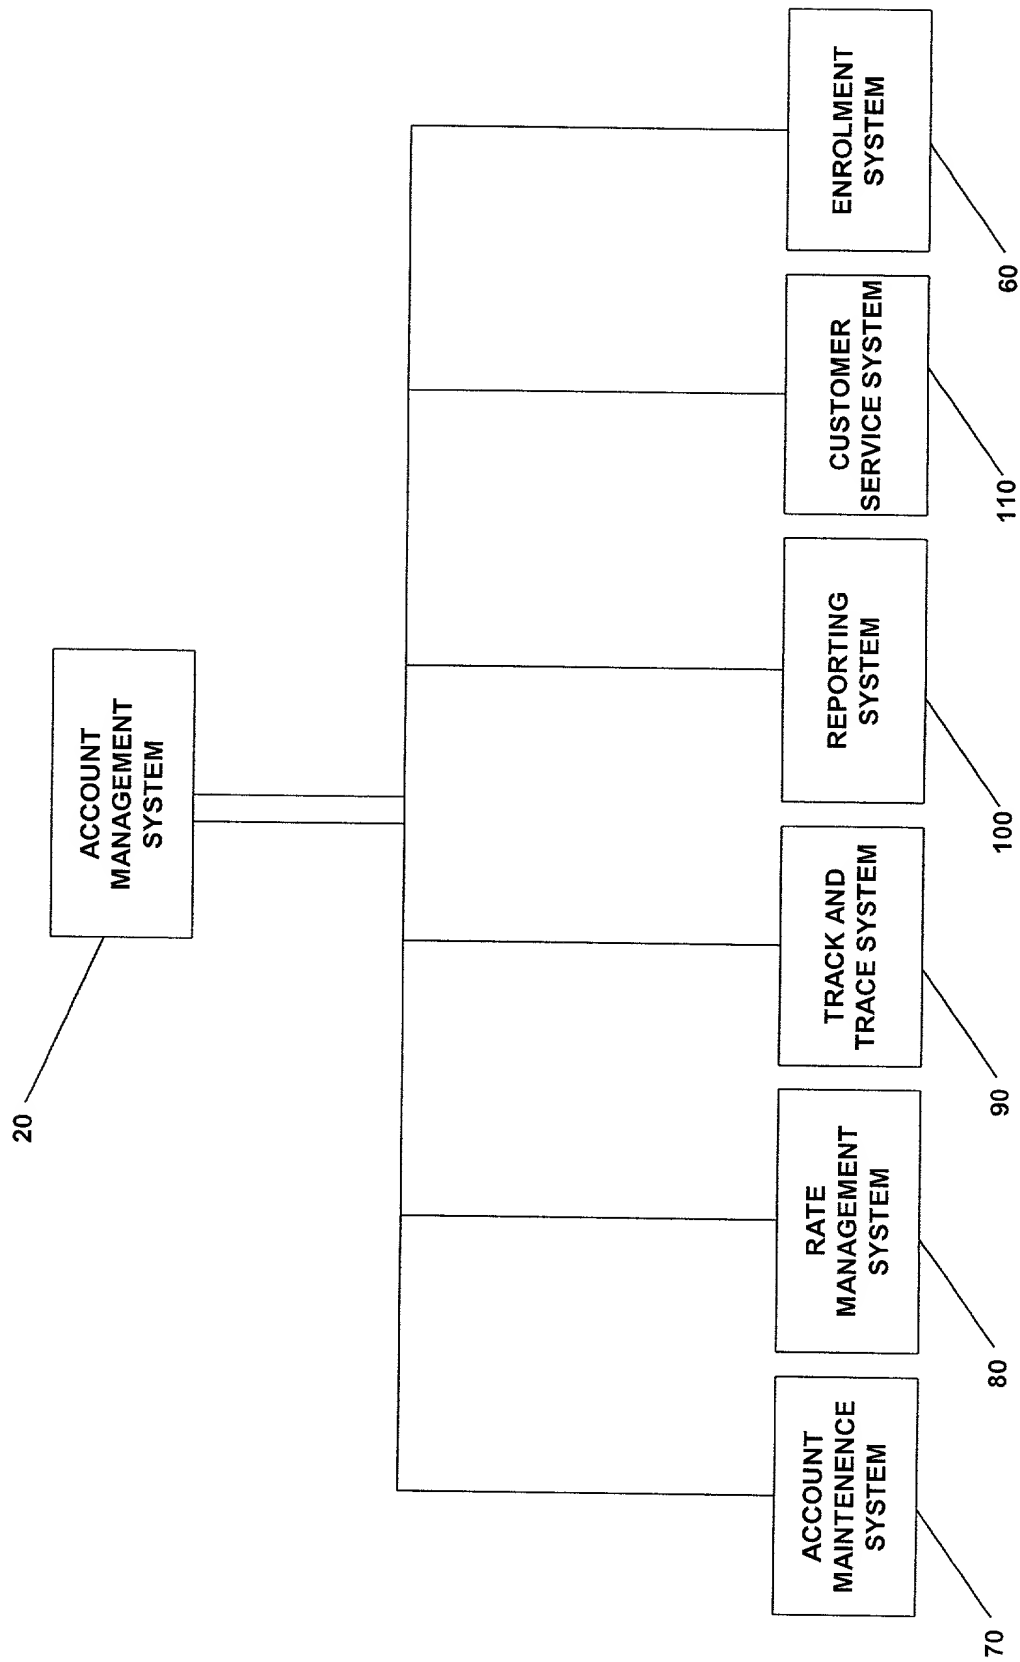 ACCOUNT
MANAGEMENT
SYSTEM
20
ACCOUNT
MAINTENENCE
SYSTEM
70
RATE
MANAGEMENT
SYSTEM
80
TRACK AND
TRACE SYSTEM
90
REPORTING
SYSTEM
100
CUSTOMER
SERVICE SYSTEM
110
ENROLMENT
SYSTEM
60